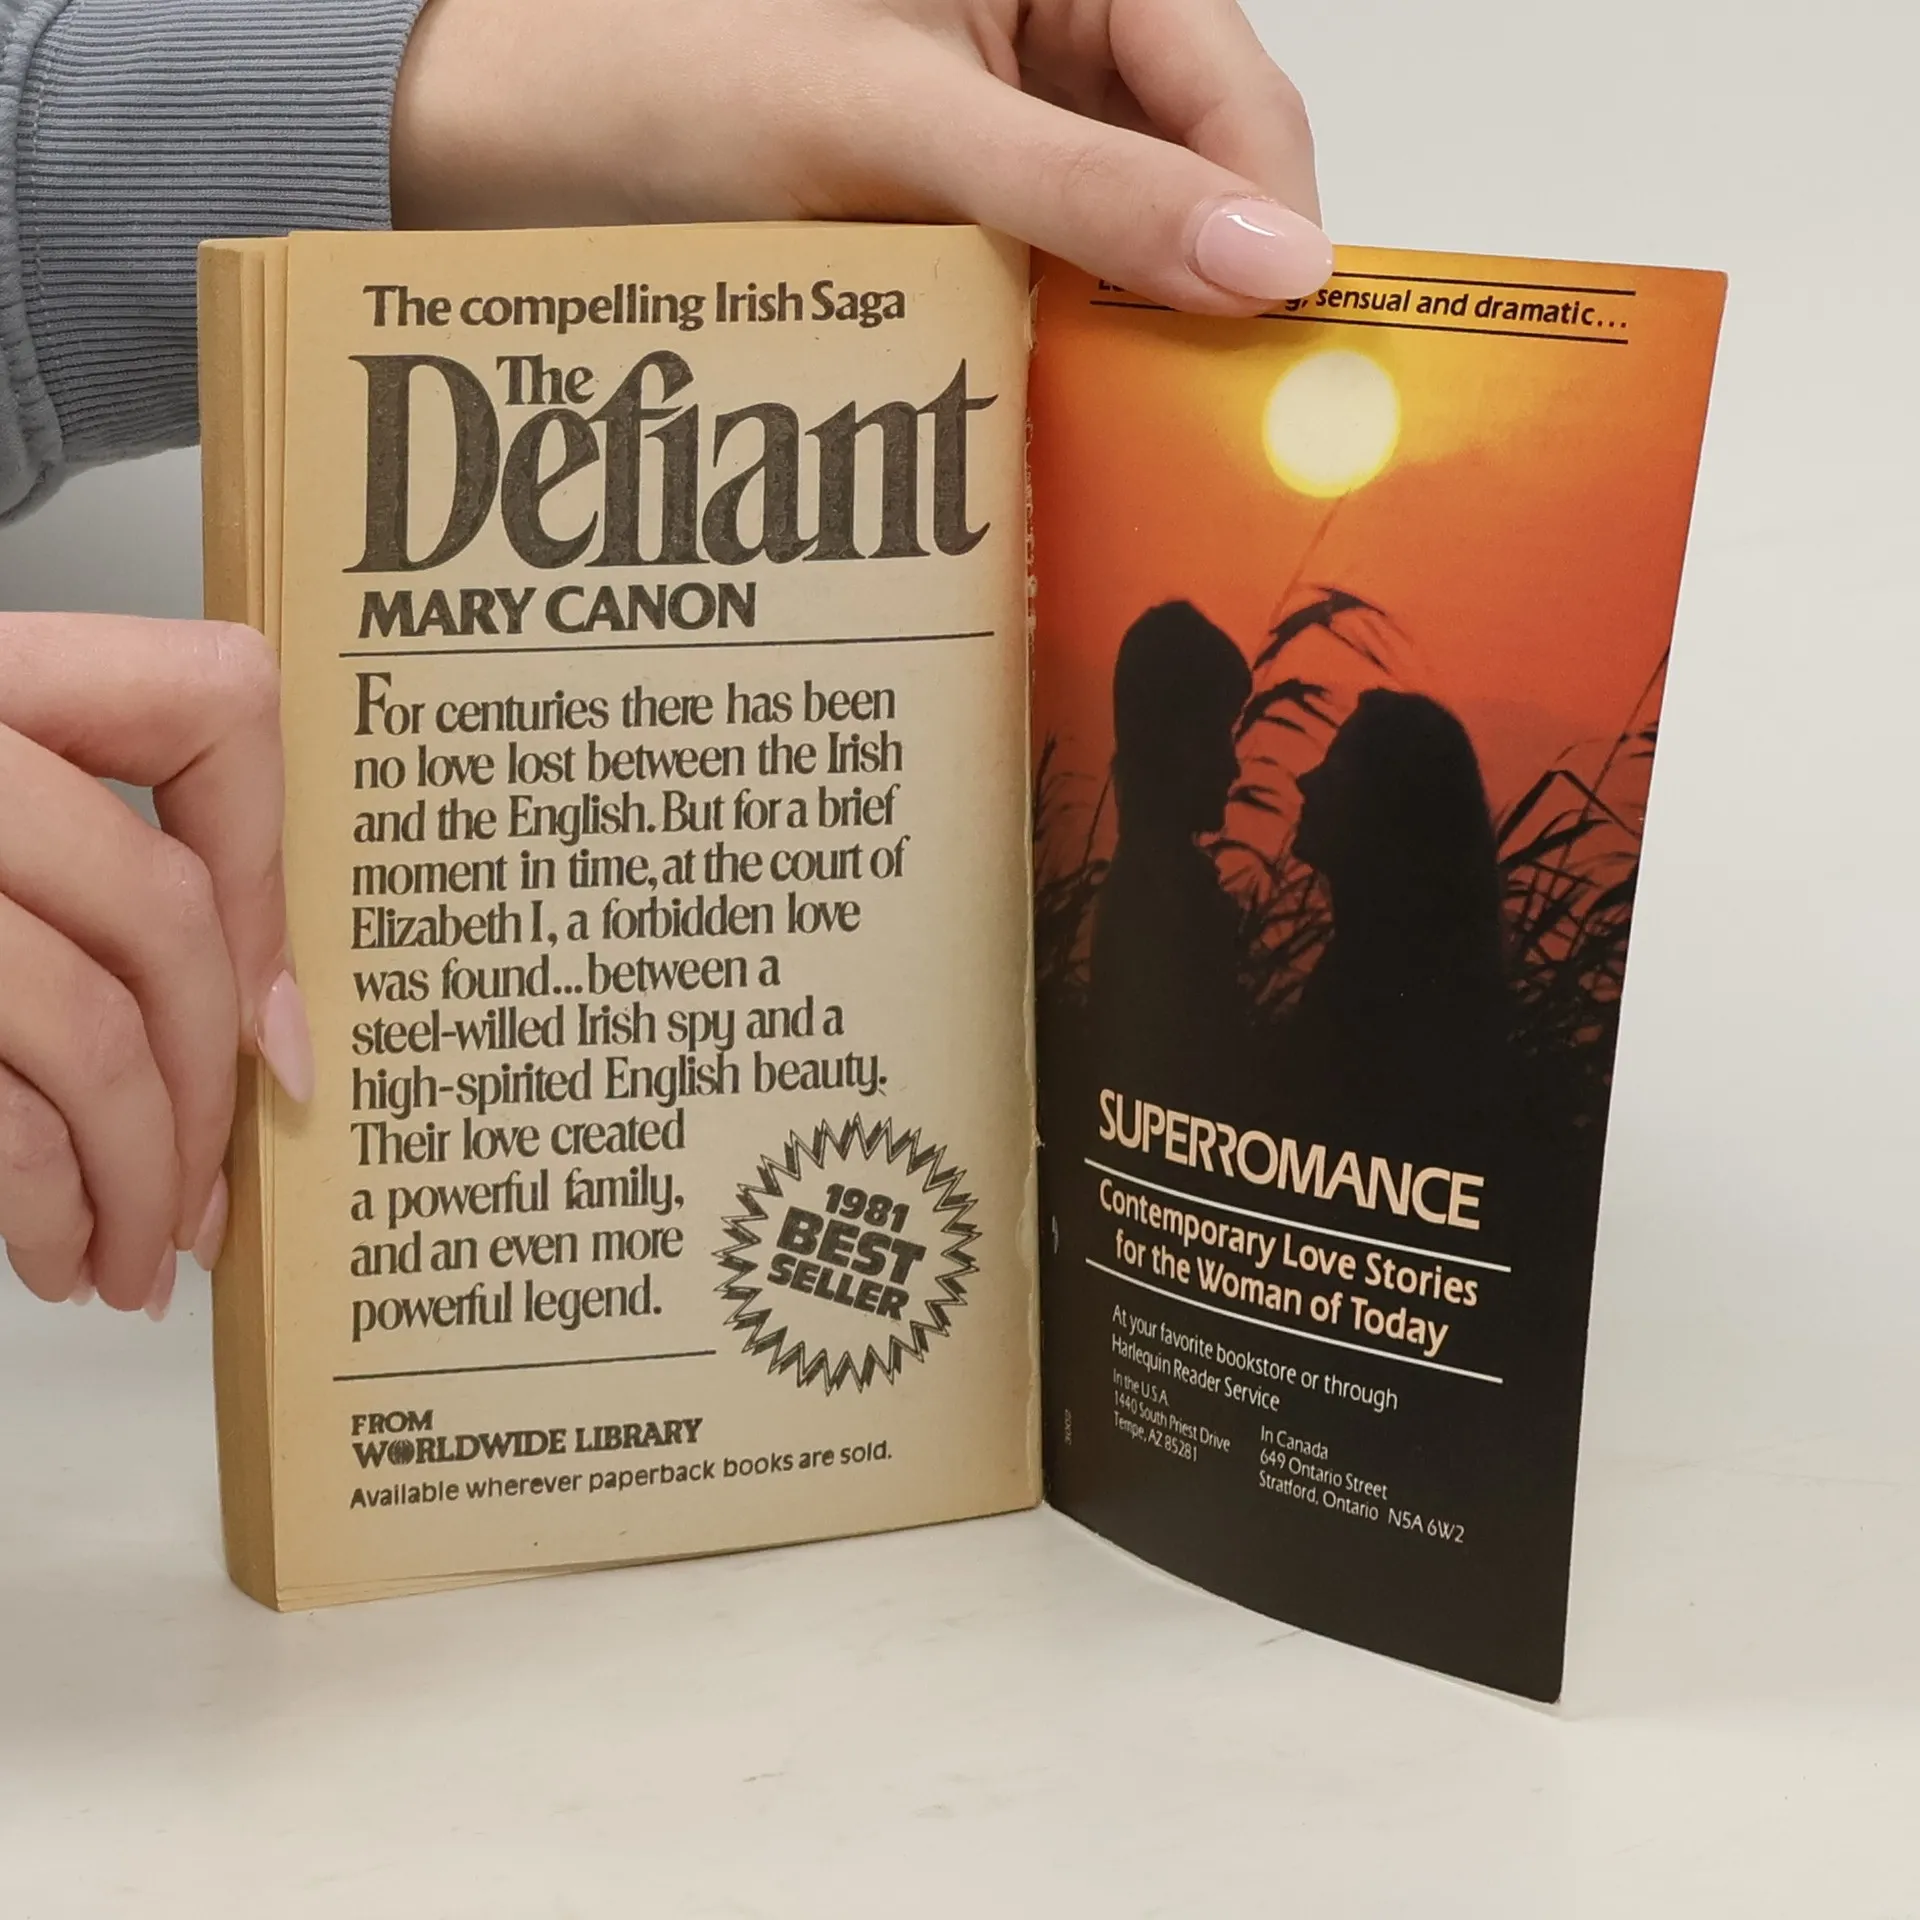 The compelling Irish Saga
The
Defiant
MARY CANON
For centuries there has been
no love lost between the Irish
and the English. But for a brief
moment in time, at the court of
Elizabeth I, a forbidden love
was found...between a
steel-willed Irish spy and a
high-spirited English beauty.
Their love created
a powerful family,
and an even more
powerful legend.
1981
BEST
SELLER
FROM
WORLDWIDE LIBRARY
Available wherever paperback books are sold.
sensual and dramatic...
SUPERROMANCE
Contemporary Love Stories
for the Woman of Today
At your favorite bookstore or through
Harlequin Reader Service
In the U.S.A.
1440 South Priest Drive
Tempe, AZ 85281
In Canada
649 Ontario Street
Stratford, Ontario N5A 6W2